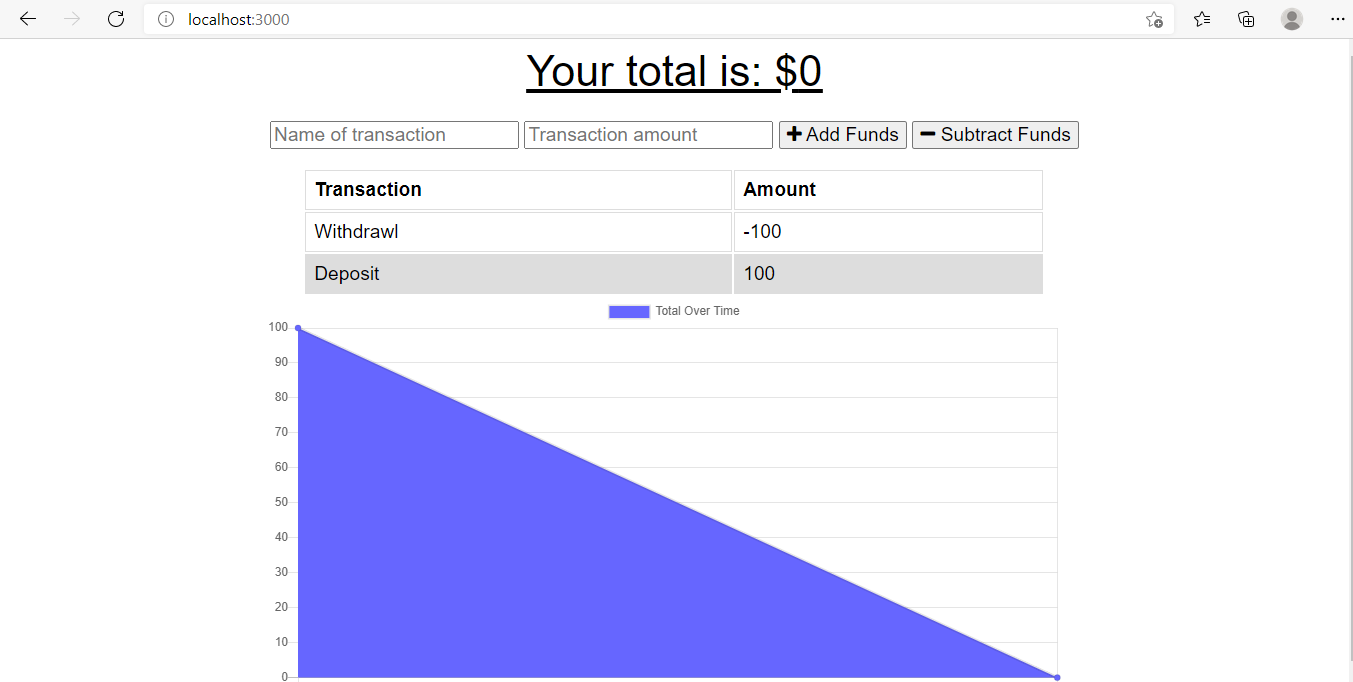 localhost:3000
Your total is: $0
Name of transaction Transaction amount Add Funds Subtract Funds
Transaction Amount
Withdrawl -100
Deposit 100
Total Over Time
100
90
80
70
60
50
40
30
20
10
0